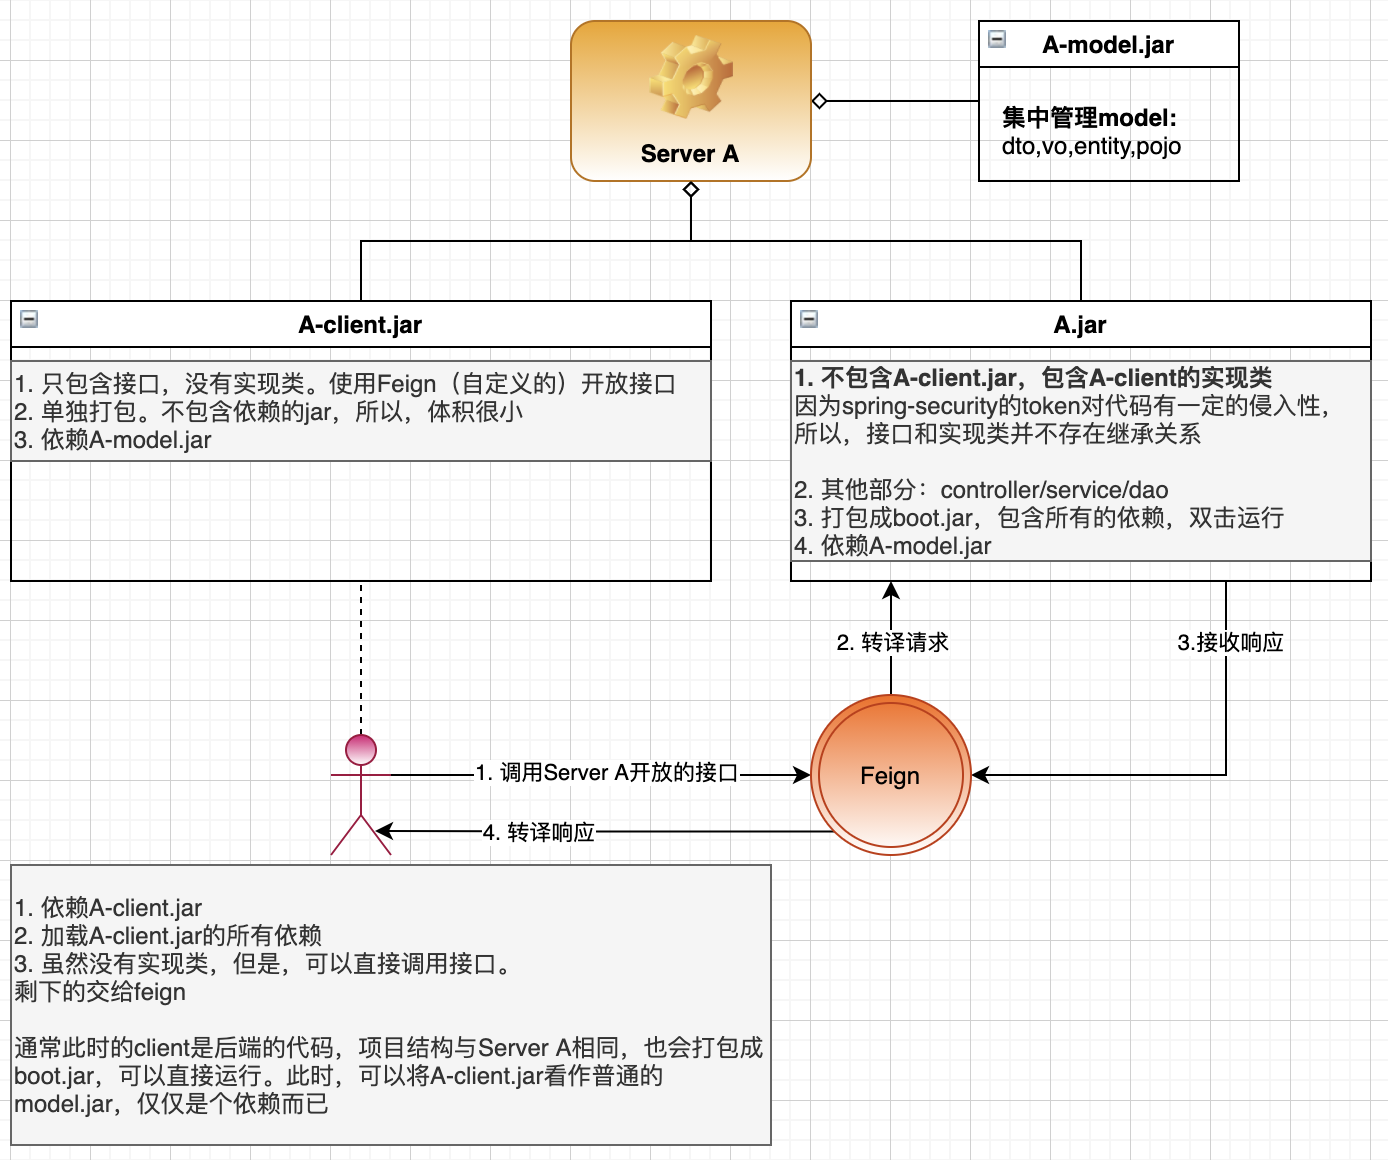 Server A
A-model.jar
集中管理model:
dto,vo,entity,pojo
A-client.jar
1. 只包含接口，没有实现类。使用Feign（自定义的）开放接口
2. 单独打包。不包含依赖的jar，所以，体积很小
3. 依赖A-model.jar
A.jar
1. 不包含A-client.jar，包含A-client的实现类
因为spring-security的token对代码有一定的侵入性，
所以，接口和实现类并不存在继承关系
2. 其他部分：controller/service/dao
3. 打包成boot.jar，包含所有的依赖，双击运行
4. 依赖A-model.jar
2. 转译请求
3.接收响应
1. 调用Server A开放的接口
Feign
4. 转译响应
1. 依赖A-client.jar
2. 加载A-client.jar的所有依赖
3. 虽然没有实现类，但是，可以直接调用接口。
剩下的交给feign
通常此时的client是后端的代码，项目结构与Server A相同，也会打包成
boot.jar，可以直接运行。此时，可以将A-client.jar看作普通的
model.jar，仅仅是个依赖而已